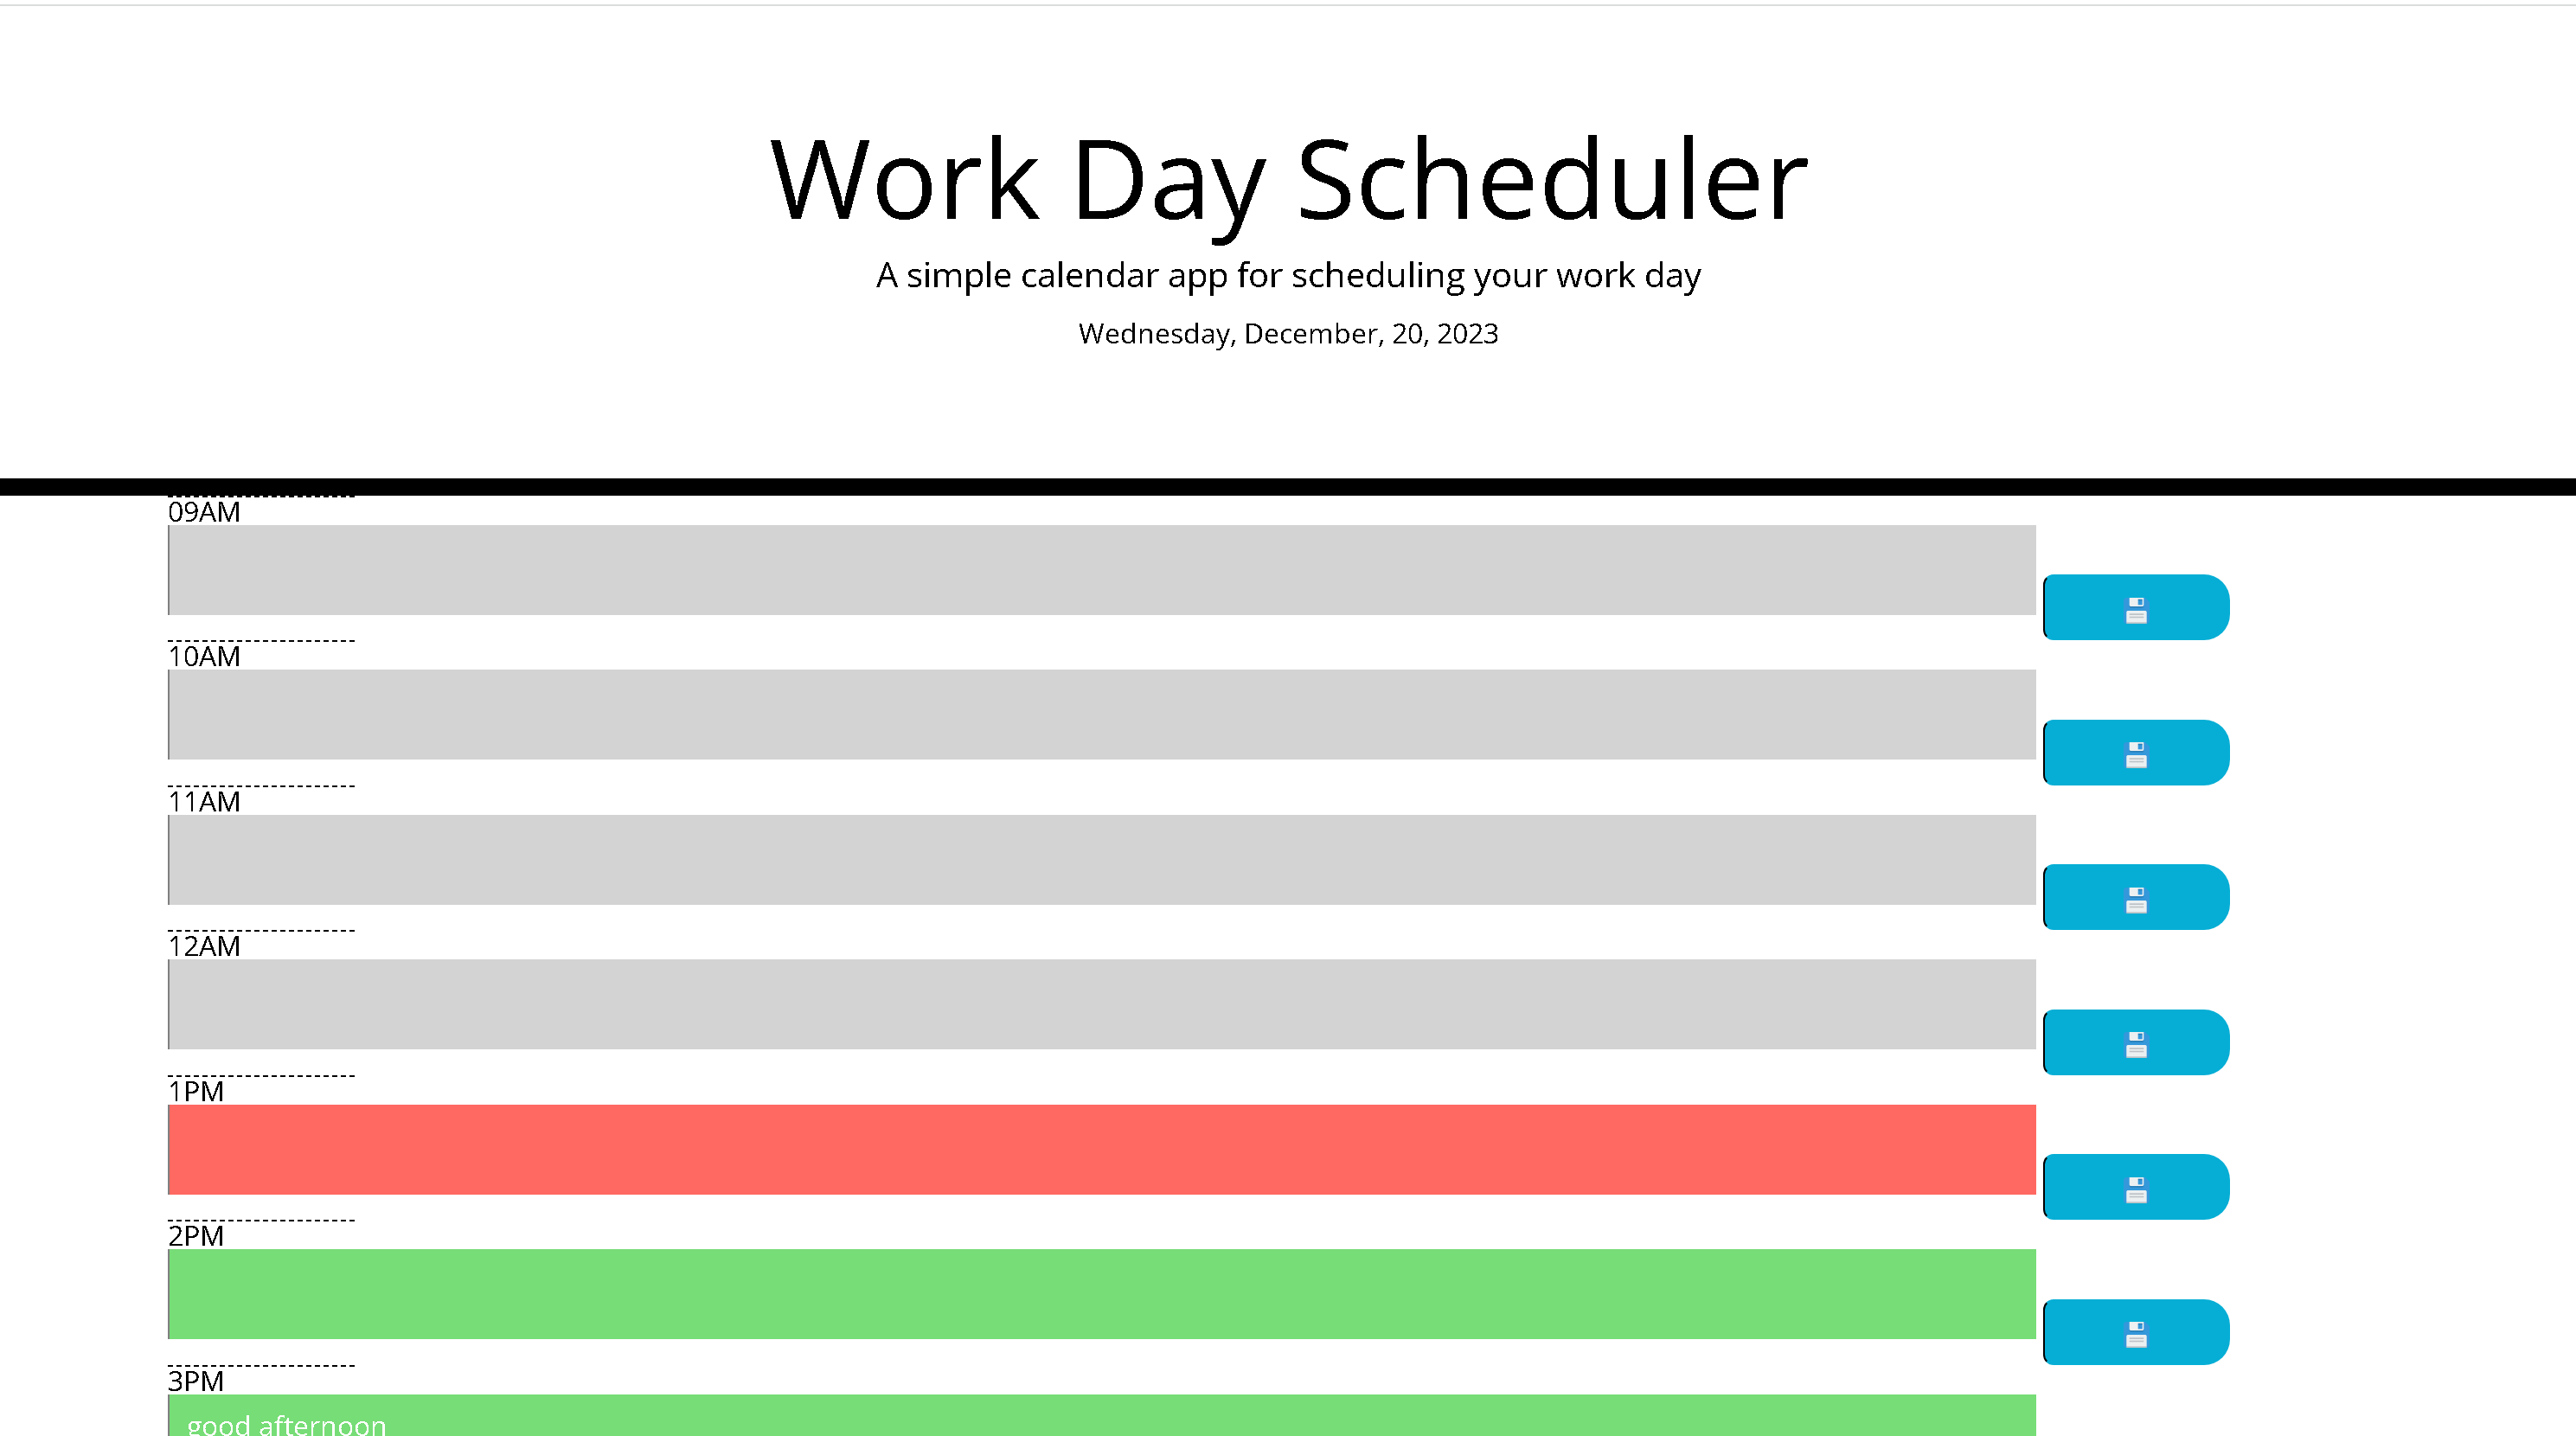 Work Day Scheduler
A simple calendar app for scheduling your work day
Wednesday, December, 20, 2023
09AM
10AM
11AM
12AM
1PM
2PM
3PM
good afternoon